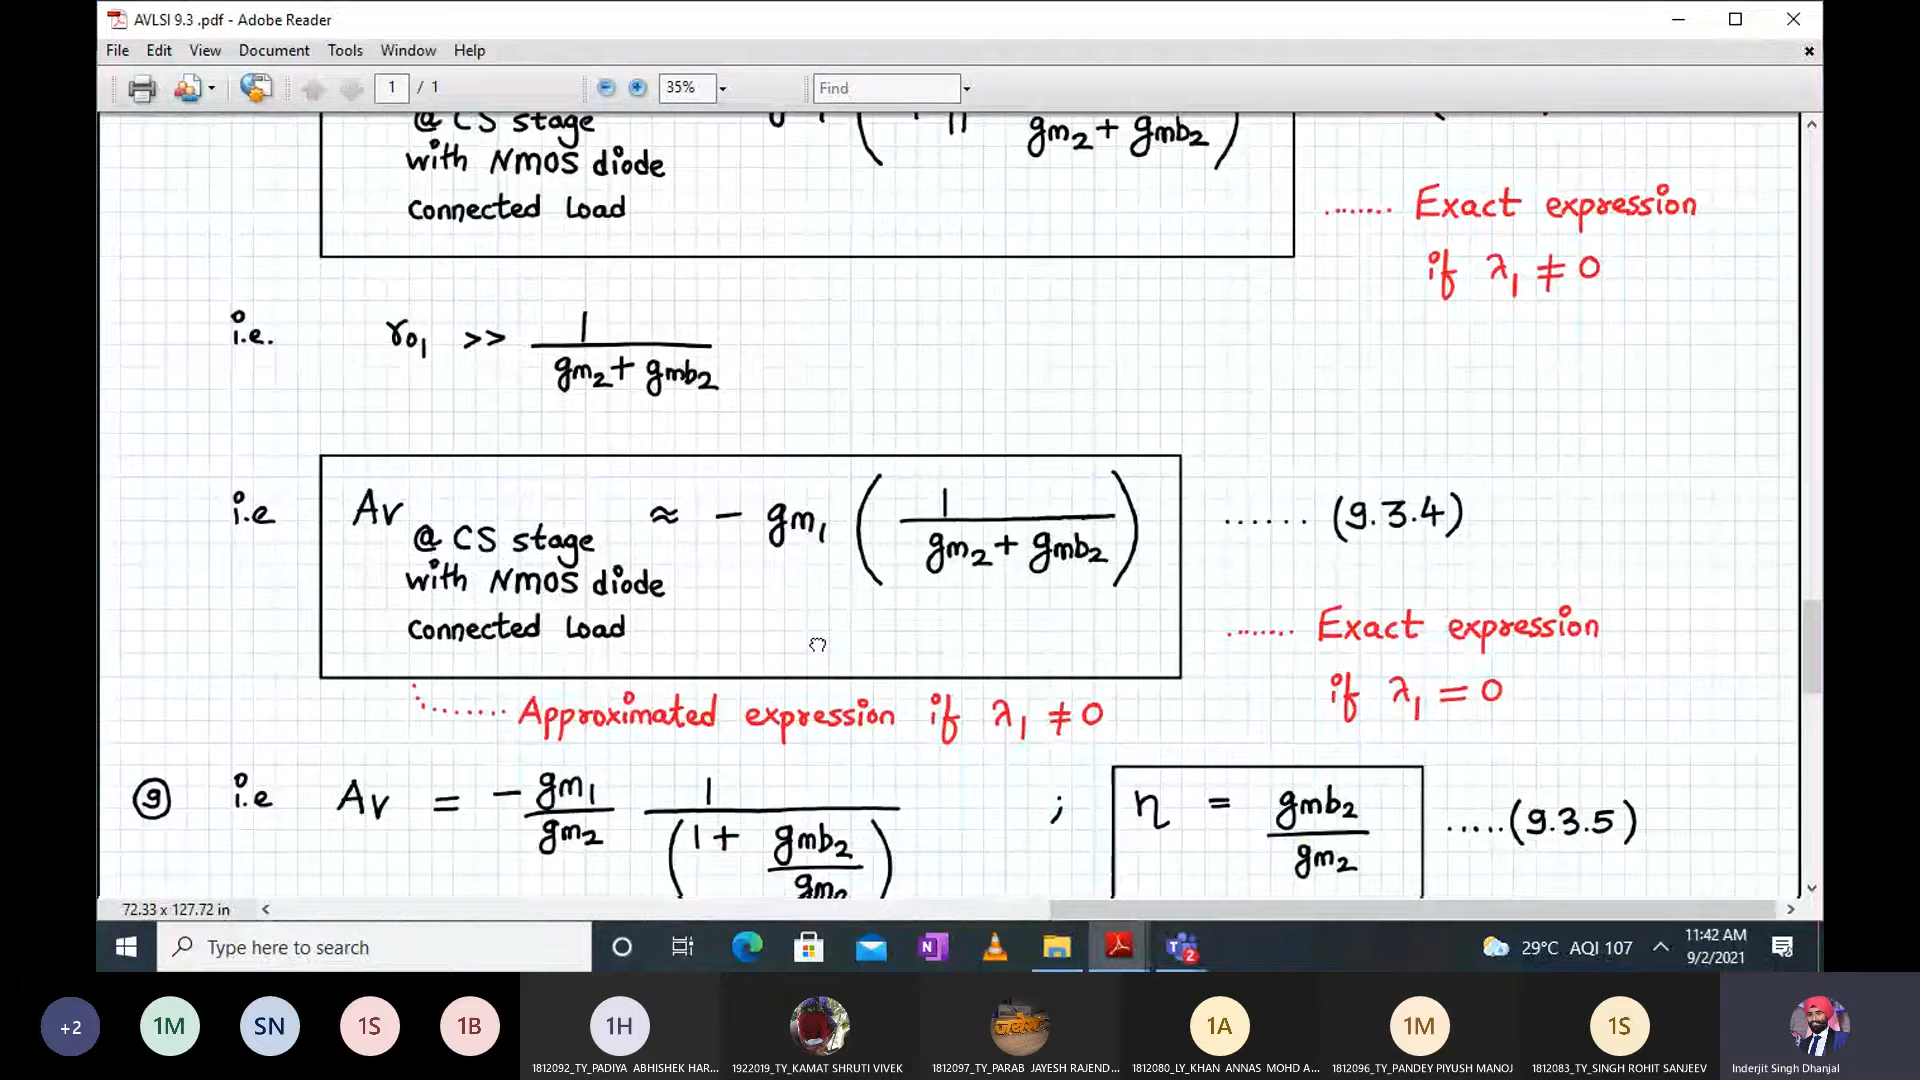 AVLSI 9.3 .pdf - Adobe Reader
File Edit View Document Tools Window Help
1 / 1 35% Find
@ CS stage
with NMOS diode
connected Load
gm2 + gmb2
........ Exact expression
if λ1 ≠ 0
i.e. ro1 >> 1 / (gm2 + gmb2)
i.e Av @ CS stage with NMOS diode connected Load ≈ - gm1 ( 1 / (gm2 + gmb2) ) ...... (9.3.4)
....... Exact expression
if λ1 = 0
........ Approximated expression if λ1 ≠ 0
⑨ i.e Av = - gm1 / gm2 1 / ( 1 + gmb2 / gm2 ) ; η = gmb2 / gm2 .....(9.3.5)
72.33 x 127.72 in
Type here to search
2
29°C AQI 107
11:42 AM
9/2/2021
+2 1M SN 1S 1B 1H 1A 1M 1S
1812092_TY_PADIYA ABHISHEK HAR... 1922019_TY_KAMAT SHRUTI VIVEK 1812097_TY_PARAB JAYESH RAJEND... 1812080_LY_KHAN ANNAS MOHD A... 1812096_TY_PANDEY PIYUSH MANOJ 1812083_TY_SINGH ROHIT SANJEEV Inderjit Singh Dhanjal